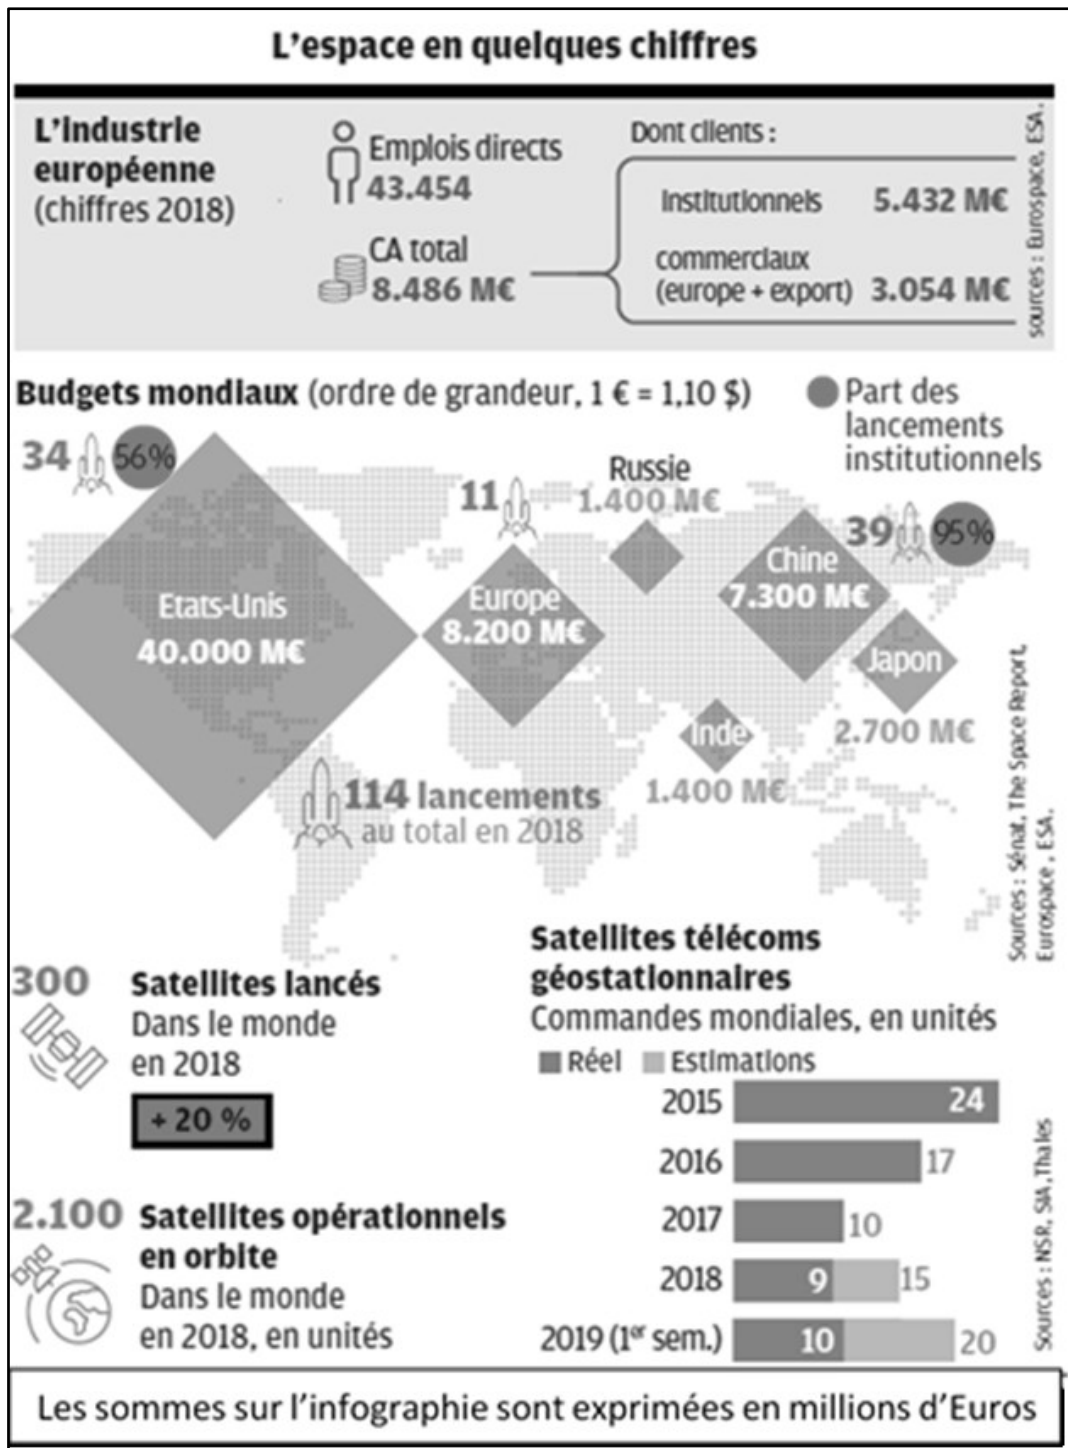 L'espace en quelques chiffres
L'industrie
européenne
(chiffres 2018)
Emplois directs
43.454
CA total
8.486 M€
Dont clients :
Institutionnels 5.432 M€
commerciaux
(europe + export) 3.054 M€
sources : Eurospace, ESA.
Budgets mondiaux (ordre de grandeur, 1 € = 1,10 $)
Part des
lancements
institutionnels
34 56%
Etats-Unis
40.000 M€
11
Europe
8.200 M€
Russie
1.400 M€
39 95%
Chine
7.300 M€
Japon
2.700 M€
Inde
1.400 M€
114 lancements
au total en 2018
Sources : Sénat, The Space Report,
Eurospace, ESA.
300 Satellites lancés
Dans le monde
en 2018
+ 20 %
2.100 Satellites opérationnels
en orbite
Dans le monde
en 2018, en unités
Satellites télécoms
géostationnaires
Commandes mondiales, en unités
Réel Estimations
2015 24
2016 17
2017 10
2018 9 15
2019 (1er sem.) 10 20
Sources : NSR, SIA, Thales
Les sommes sur l'infographie sont exprimées en millions d'Euros